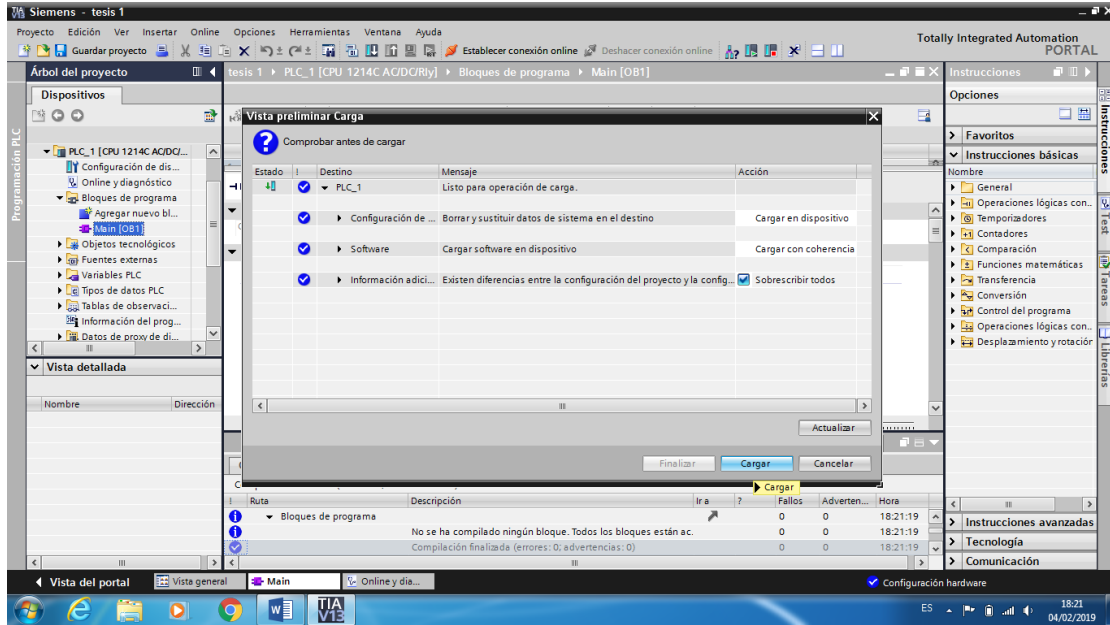 Siemens - tesis 1
Proyecto Edición Ver Insertar Online Opciones Herramientas Ventana Ayuda
Guardar proyecto
Establecer conexión online
Deshacer conexión online
Totally Integrated Automation
PORTAL
Árbol del proyecto
tesis 1 PLC_1 [CPU 1214C AC/DC/Rly] Bloques de programa Main [OB1]
Instrucciones
Dispositivos
Opciones
Programación PLC
PLC_1 [CPU 1214C AC/DC/...
Configuración de dis...
Online y diagnóstico
Bloques de programa
Agregar nuevo bl...
Main [OB1]
Objetos tecnológicos
Fuentes externas
Variables PLC
Tipos de datos PLC
Tablas de observaci...
Información del prog...
Datos de proxy de di...
Vista detallada
Nombre Dirección
Vista preliminar Carga
?
Comprobar antes de cargar
Estado ! Destino Mensaje Acción
PLC_1 Listo para operación de carga.
Configuración de ... Borrar y sustituir datos de sistema en el destino Cargar en dispositivo
Software Cargar software en dispositivo Cargar con coherencia
Información adici... Existen diferencias entre la configuración del proyecto y la config... Sobrescribir todos
Actualizar
Finalizar Cargar Cancelar
Cargar
! Ruta Descripción Ir a ? Fallos Adverten... Hora
Bloques de programa 0 0 18:21:19
No se ha compilado ningún bloque. Todos los bloques están ac. 0 0 18:21:19
Compilación finalizada (errores: 0; advertencias: 0) 0 0 18:21:19
Favoritos
Instrucciones básicas
Nombre
General
Operaciones lógicas con..
Temporizadores
Contadores
Comparación
Funciones matemáticas
Transferencia
Conversión
Control del programa
Operaciones lógicas con..
Desplazamiento y rotación
Instrucciones avanzadas
Tecnología
Comunicación
Instrucciones
Test
Tareas
Librerías
Vista del portal Vista general Main Online y dia...
Configuración hardware
TIA
V13
ES
18:21
04/02/2019